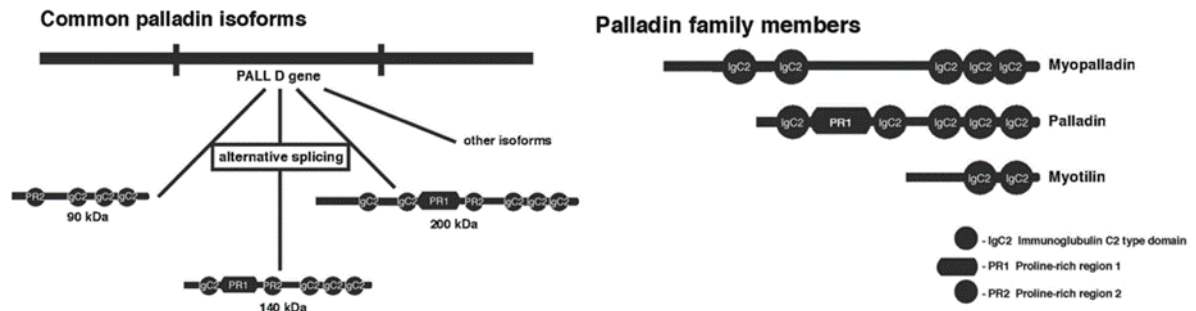 Common palladin isoforms
PALL D gene
other isoforms
alternative splicing
PR2 IgC2 IgC2 IgC2
90 kDa
IgC2 IgC2 PR1 PR2 IgC2 IgC2 IgC2
200 kDa
IgC2 PR1 PR2 IgC2 IgC2 IgC2
140 kDa
Palladin family members
IgC2 IgC2 IgC2 IgC2 IgC2 Myopalladin
IgC2 PR1 IgC2 IgC2 IgC2 IgC2 Palladin
IgC2 IgC2 Myotilin
- IgC2 Immunoglubulin C2 type domain
- PR1 Proline-rich region 1
- PR2 Proline-rich region 2